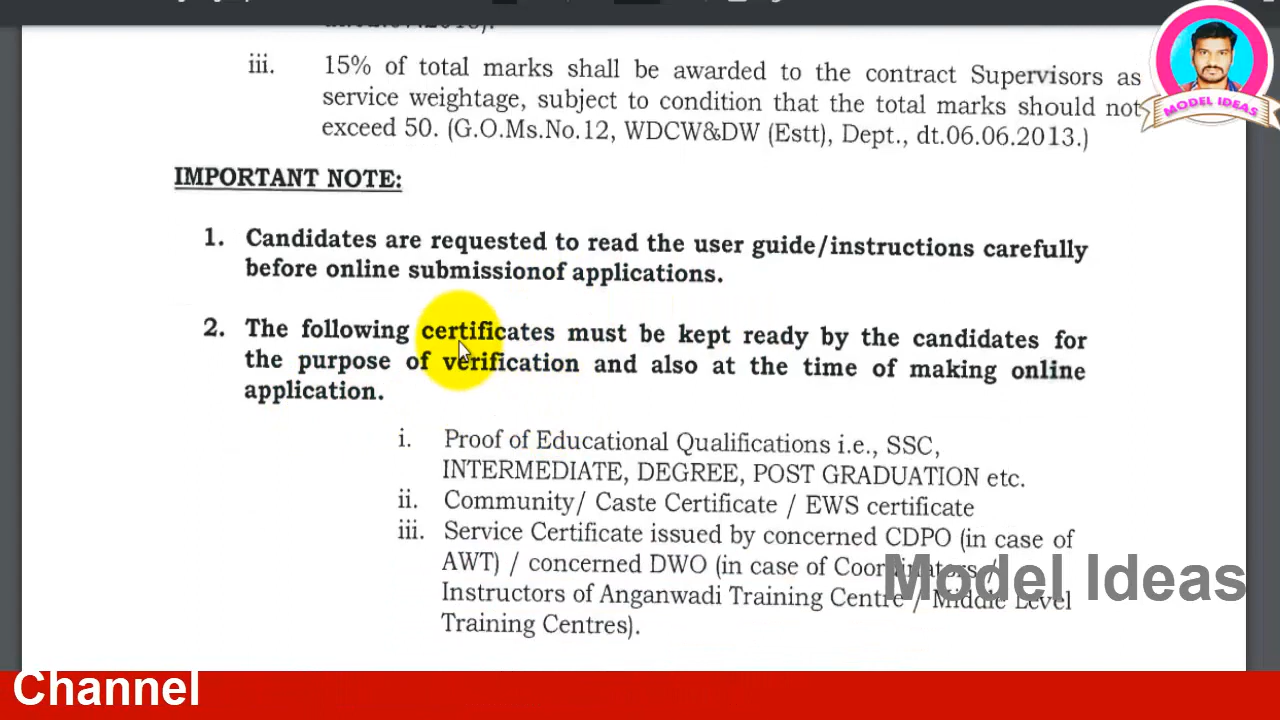 iii. 15% of total marks shall be awarded to the contract Supervisors as
service weightage, subject to condition that the total marks should not
exceed 50. (G.O.Ms.No.12, WDCW&DW (Estt), Dept., dt.06.06.2013.)
MODEL IDEAS
IMPORTANT NOTE:
1. Candidates are requested to read the user guide/instructions carefully
before online submissionof applications.
2. The following certificates must be kept ready by the candidates for
the purpose of verification and also at the time of making online
application.
i. Proof of Educational Qualifications i.e., SSC,
INTERMEDIATE, DEGREE, POST GRADUATION etc.
ii. Community/ Caste Certificate / EWS certificate
iii. Service Certificate issued by concerned CDPO (in case of
AWT) / concerned DWO (in case of Coordinators /
Instructors of Anganwadi Training Centre / Middle Level
Training Centres).
Model Ideas
Channel